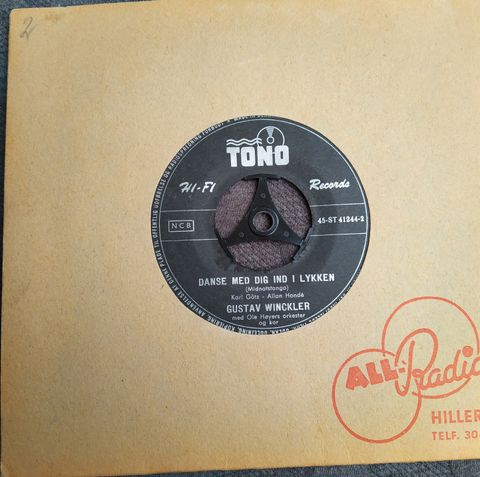 2
TONO
HI-FI Records
NCB
45-ST 41244-2
DANSE MED DIG IND I LYKKEN
(Midnatstango)
Karl Götz - Allan Hondé
GUSTAV WINCKLER
med Ole Høyers orkester
og kor
ALL-Radio
HILLER
TELF. 30